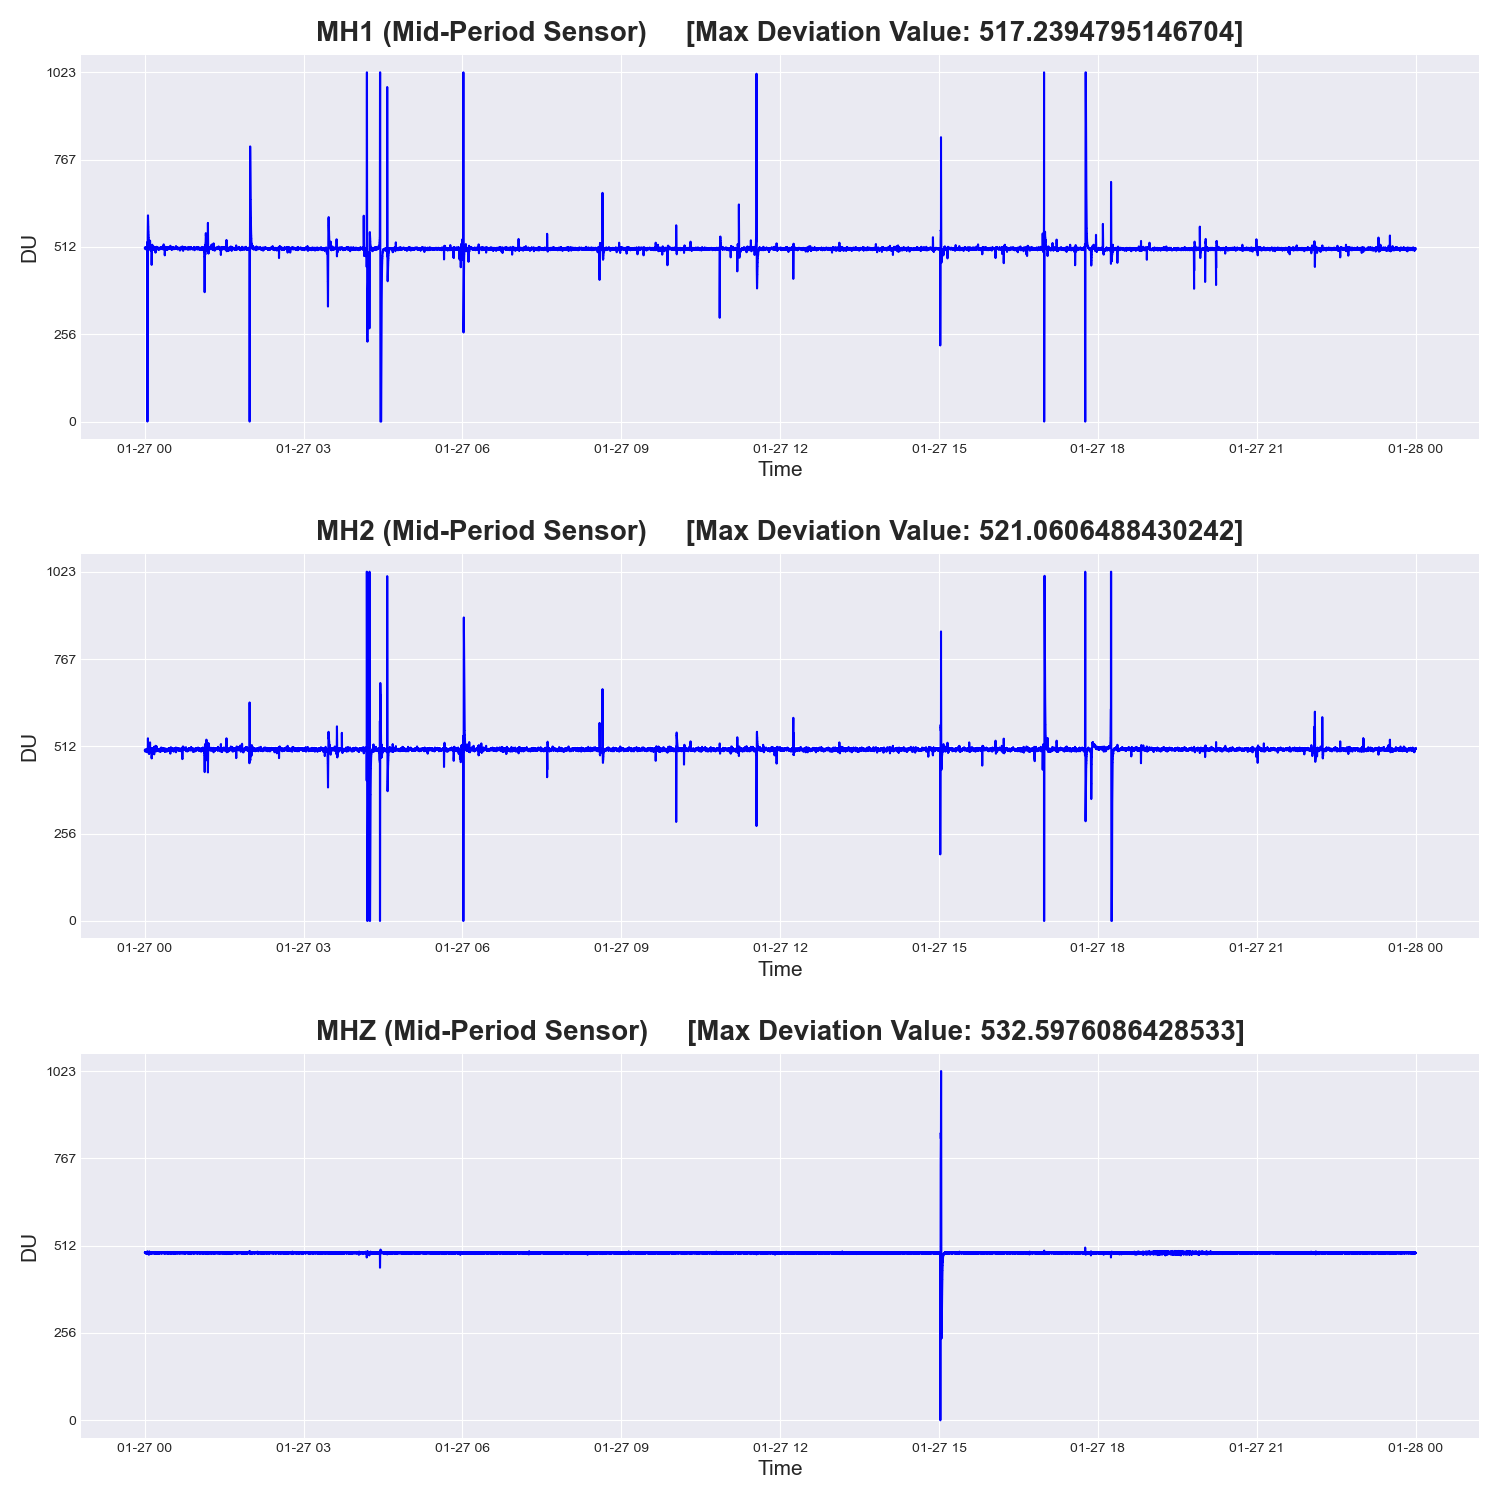 MH1 (Mid-Period Sensor) [Max Deviation Value: 517.2394795146704]
1023
767
512
256
0
DU
01-27 00 01-27 03 01-27 06 01-27 09 01-27 12 01-27 15 01-27 18 01-27 21 01-28 00
Time
MH2 (Mid-Period Sensor) [Max Deviation Value: 521.0606488430242]
1023
767
512
256
0
DU
01-27 00 01-27 03 01-27 06 01-27 09 01-27 12 01-27 15 01-27 18 01-27 21 01-28 00
Time
MHZ (Mid-Period Sensor) [Max Deviation Value: 532.5976086428533]
1023
767
512
256
0
DU
01-27 00 01-27 03 01-27 06 01-27 09 01-27 12 01-27 15 01-27 18 01-27 21 01-28 00
Time